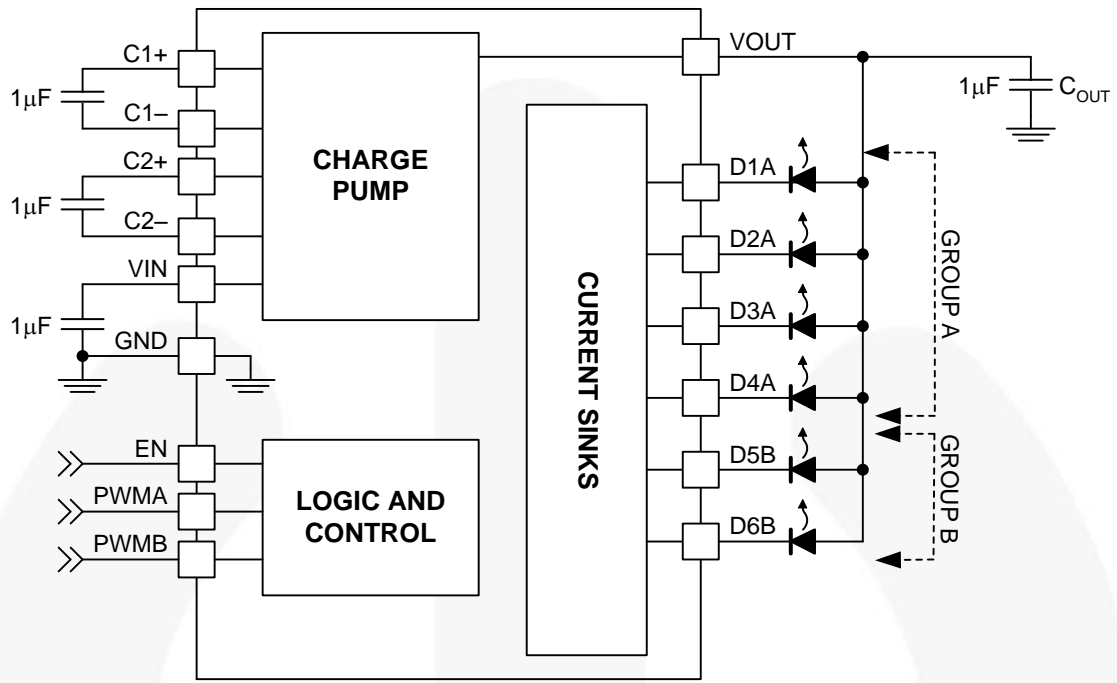 C1+
1μF
C1–
C2+
1μF
C2–
VIN
1μF
GND
EN
PWMA
PWMB
CHARGE
PUMP
LOGIC AND
CONTROL
CURRENT SINKS
VOUT
1μF
COUT
D1A
D2A
D3A
D4A
D5B
D6B
GROUP A
GROUP B